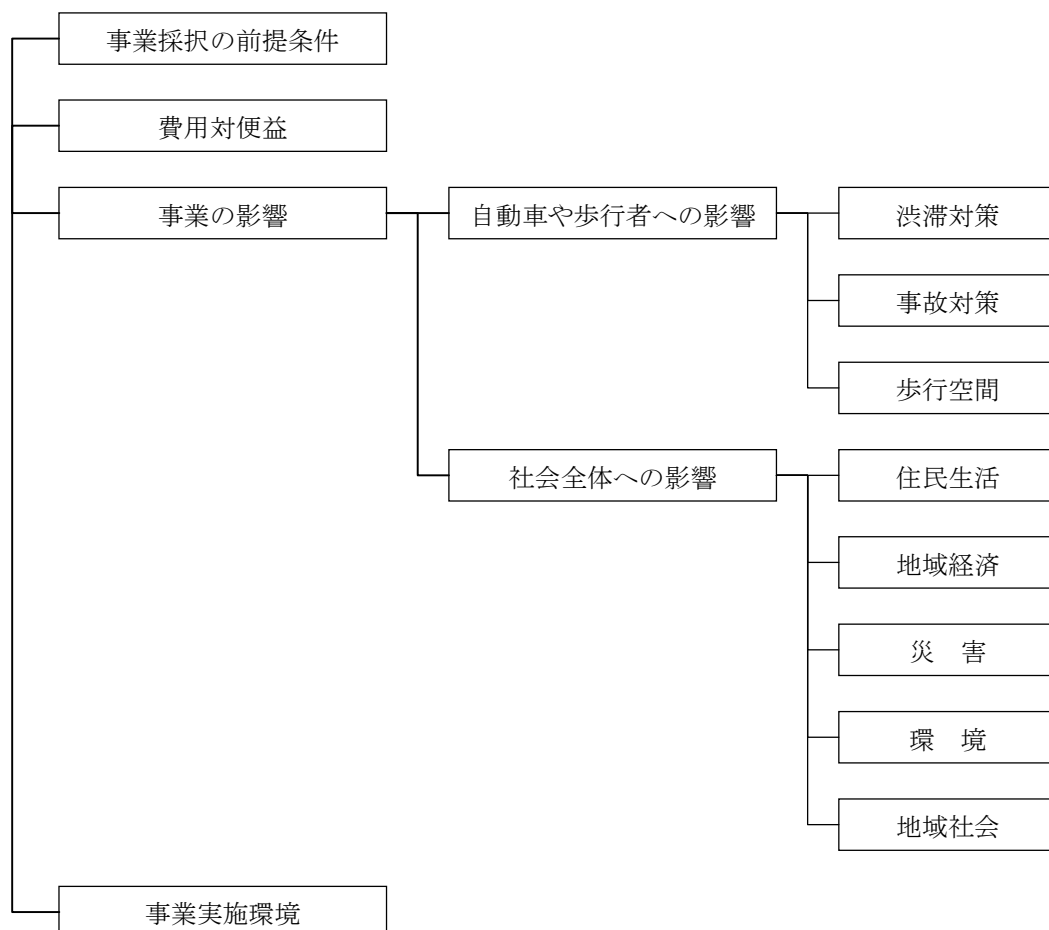 事業採択の前提条件
費用対便益
事業の影響
自動車や歩行者への影響
渋滞対策
事故対策
歩行空間
社会全体への影響
住民生活
地域経済
災　害
環　境
地域社会
事業実施環境